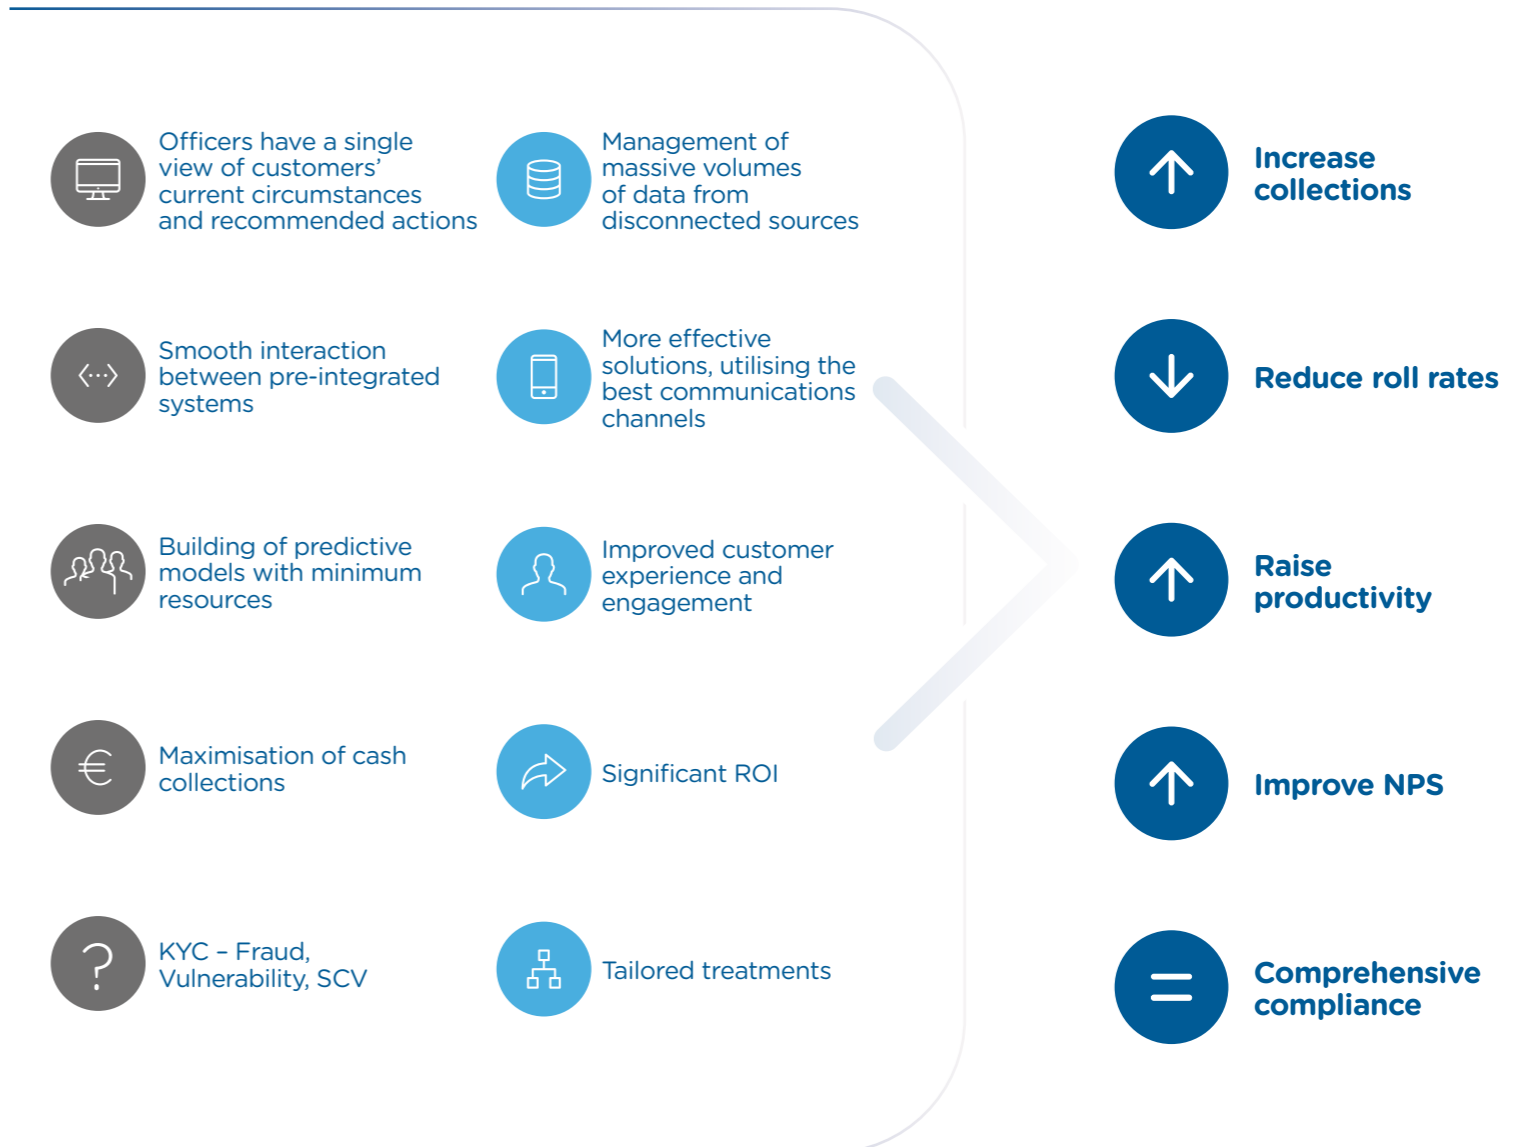 Officers have a single
view of customers’
current circumstances
and recommended actions
Management of
massive volumes
of data from
disconnected sources
Increase
collections
Smooth interaction
between pre-integrated
systems
More effective
solutions, utilising the
best communications
channels
Reduce roll rates
Building of predictive
models with minimum
resources
Improved customer
experience and
engagement
Raise
productivity
Maximisation of cash
collections
Significant ROI
Improve NPS
KYC – Fraud,
Vulnerability, SCV
Tailored treatments
Comprehensive
compliance